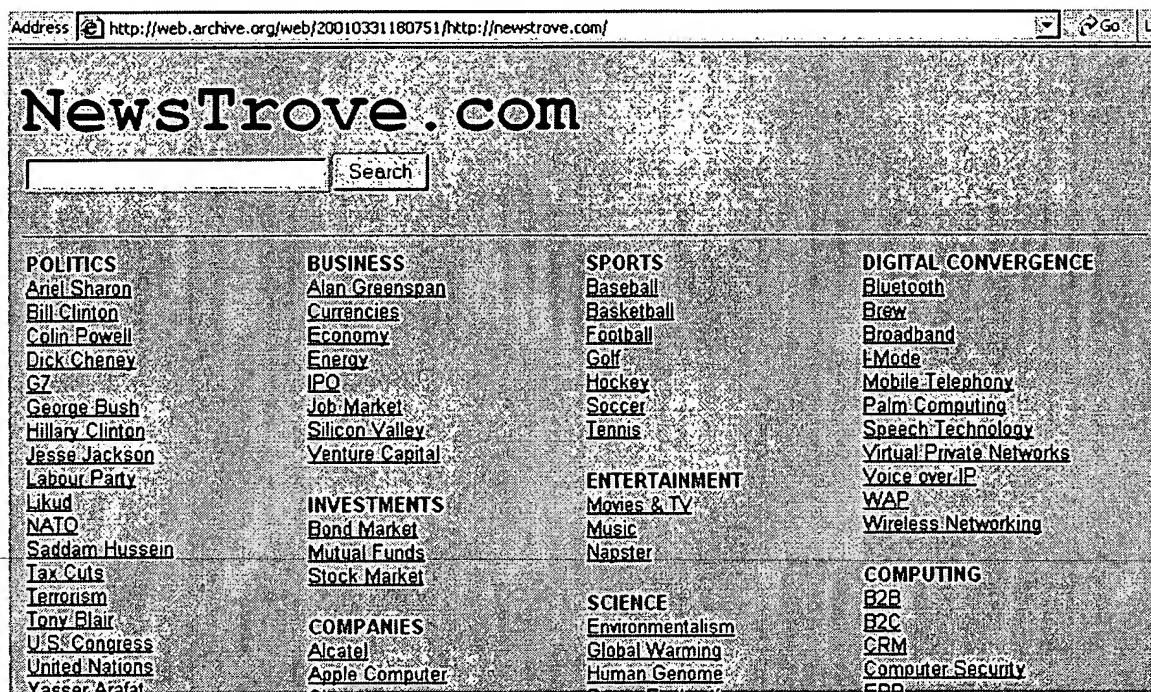 Address http://web.archive.org/web/20010331180751/http://newstrove.com/ Go
NewsTrove.com
Search
POLITICS
Ariel Sharon
Bill Clinton
Colin Powell
Dick Cheney
G7
George Bush
Hillary Clinton
Jesse Jackson
Labour Party
Likud
NATO
Saddam Hussein
Tax Cuts
Terrorism
Tony Blair
U.S. Congress
United Nations
Yasser Arafat
BUSINESS
Alan Greenspan
Currencies
Economy
Energy
IPO
Job Market
Silicon Valley
Venture Capital
INVESTMENTS
Bond Market
Mutual Funds
Stock Market
COMPANIES
Alcatel
Apple Computer
SPORTS
Baseball
Basketball
Football
Golf
Hockey
Soccer
Tennis
ENTERTAINMENT
Movies & TV
Music
Napster
SCIENCE
Environmentalism
Global Warming
Human Genome
DIGITAL CONVERGENCE
Bluetooth
Brew
Broadband
I-Mode
Mobile Telephony
Palm Computing
Speech Technology
Virtual Private Networks
Voice over IP
WAP
Wireless Networking
COMPUTING
B2B
B2C
CRM
Computer Security
ERP